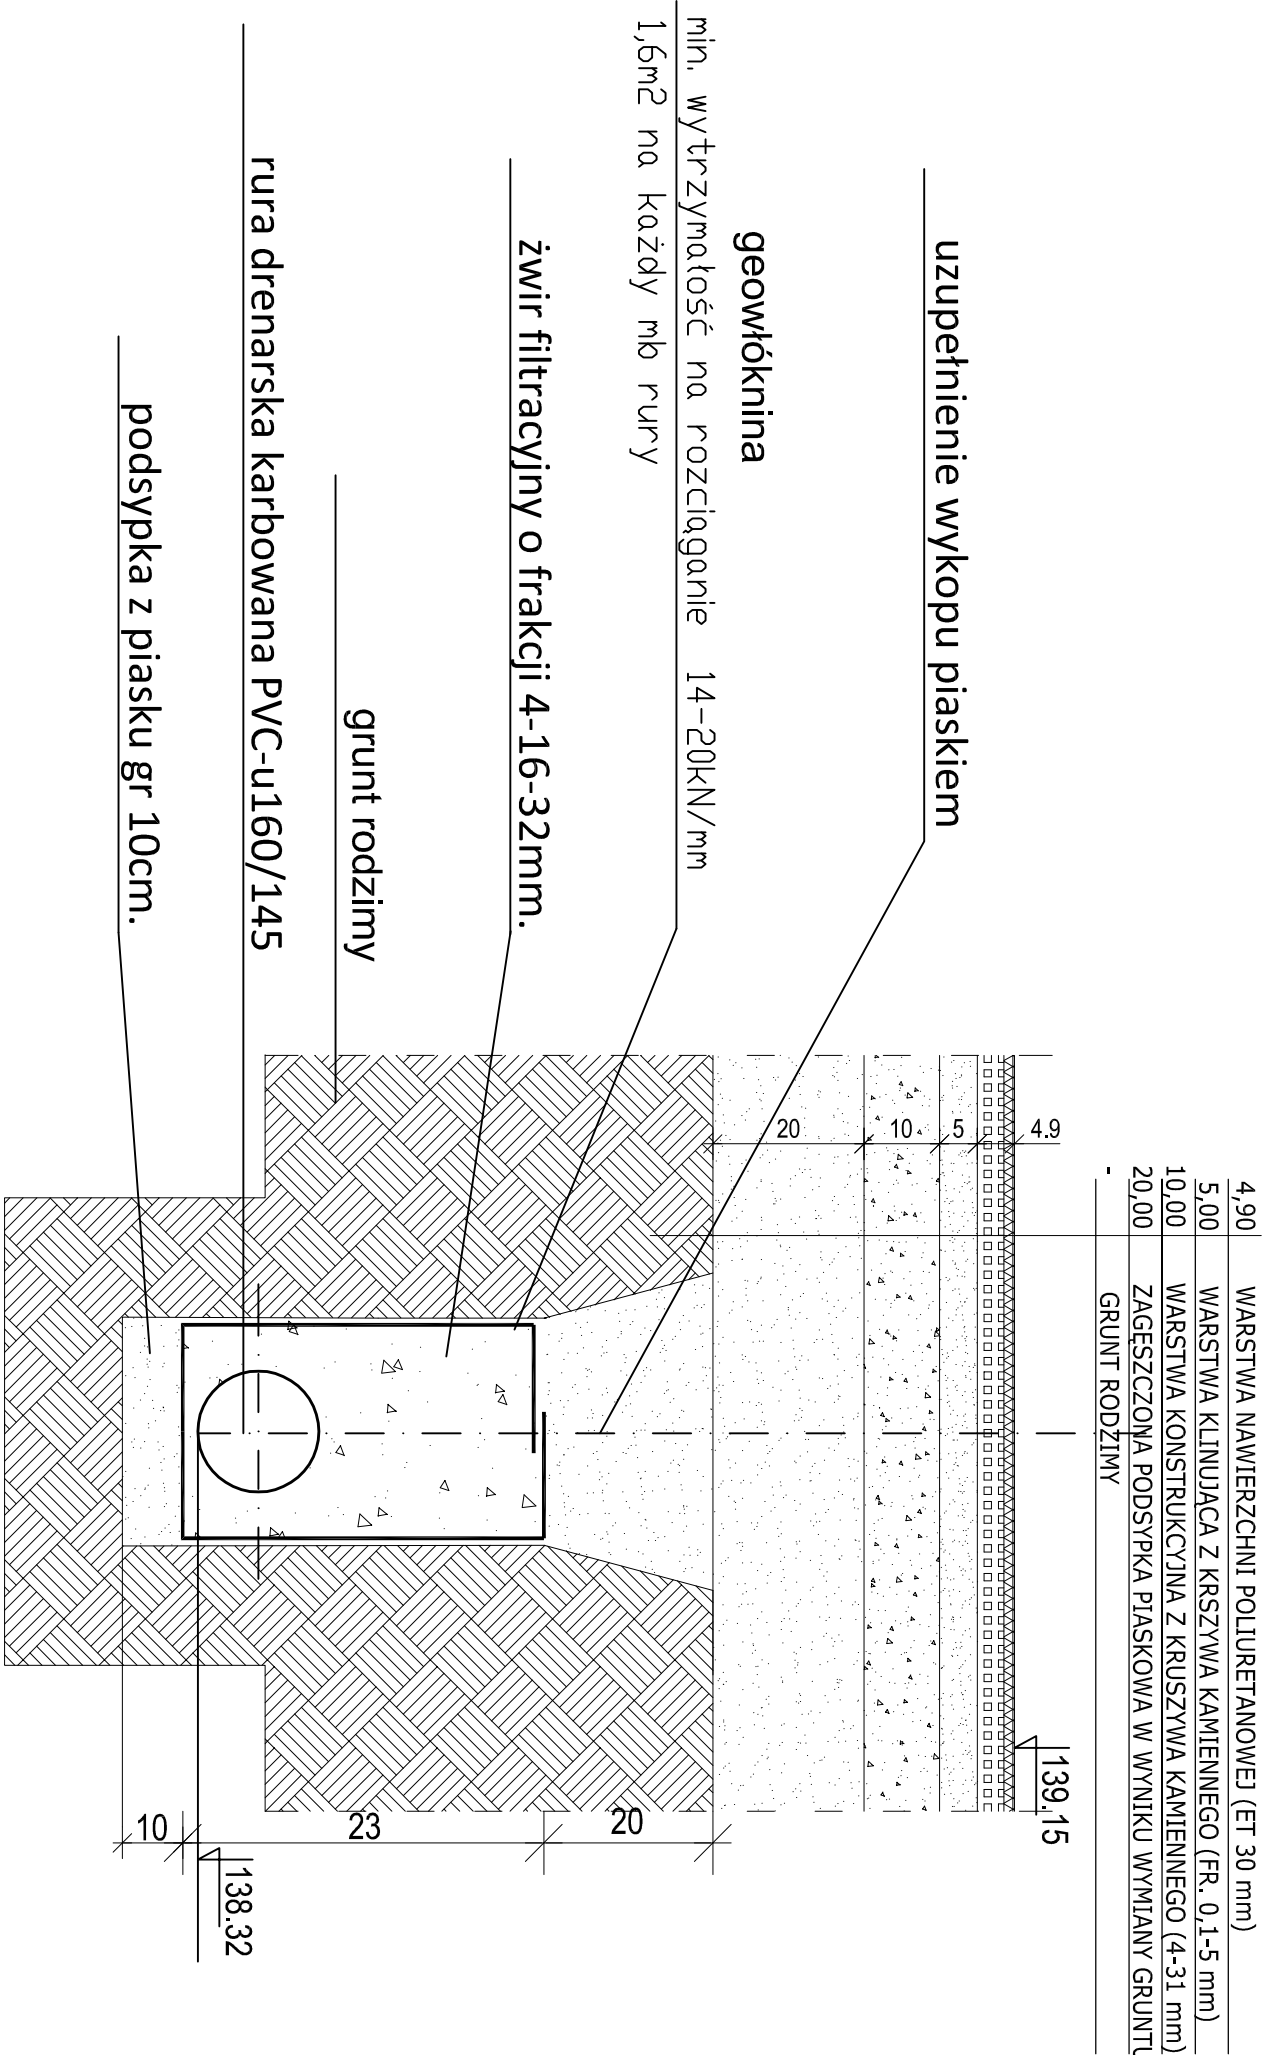 4,90 WARSTWA NAWIERZCHNI POLIURETANOWEJ (ET 30 mm)
5,00 WARSTWA KLINUJĄCA Z KRSZYWA KAMIENNEGO (FR. 0,1-5 mm)
10,00 WARSTWA KONSTRUKCYJNA Z KRUSZYWA KAMIENNEGO (4-31 mm)
20,00 ZAGĘSZCZONA PODSYPKA PIASKOWA W WYNIKU WYMIANY GRUNTU
- GRUNT RODZIMY
139.15
4.9
5
10
20
uzupełnienie wykopu piaskiem
geowłóknina
min. wytrzymałość na rozciąganie 14-20kN/mm
1,6m2 na każdy mb rury
żwir filtracyjny o frakcji 4-16-32mm.
grunt rodzimy
rura drenarska karbowana PVC-u160/145
podsypka z piasku gr 10cm.
20
23
10
138.32